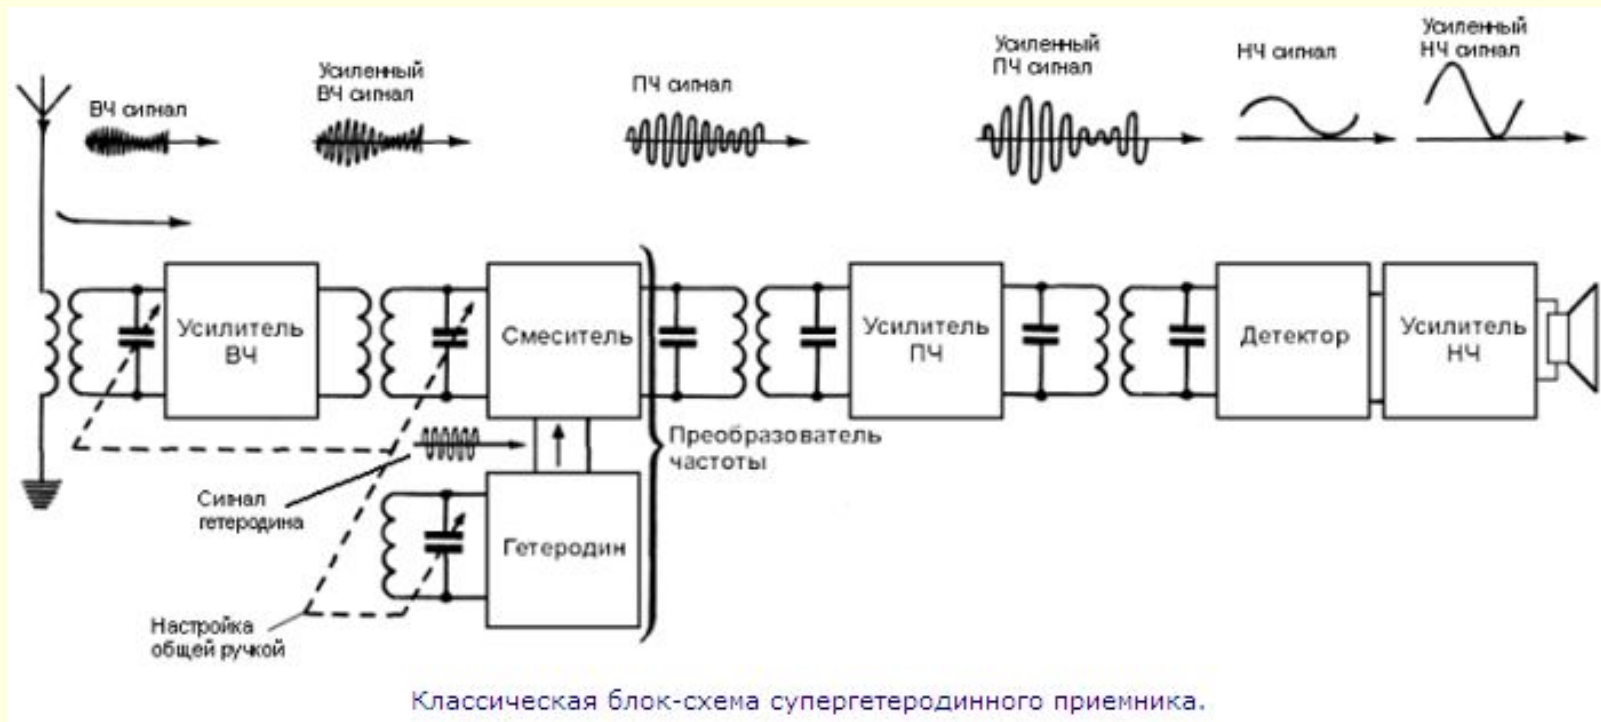 ВЧ сигнал
Усиленный
ВЧ сигнал
ПЧ сигнал
Усиленный
ПЧ сигнал
НЧ сигнал
Усиленный
НЧ сигнал
Усилитель
ВЧ
Смеситель
Усилитель
ПЧ
Детектор
Усилитель
НЧ
Преобразователь
частоты
Сигнал
гетеродина
Гетеродин
Настройка
общей ручкой
Классическая блок-схема супергетеродинного приемника.